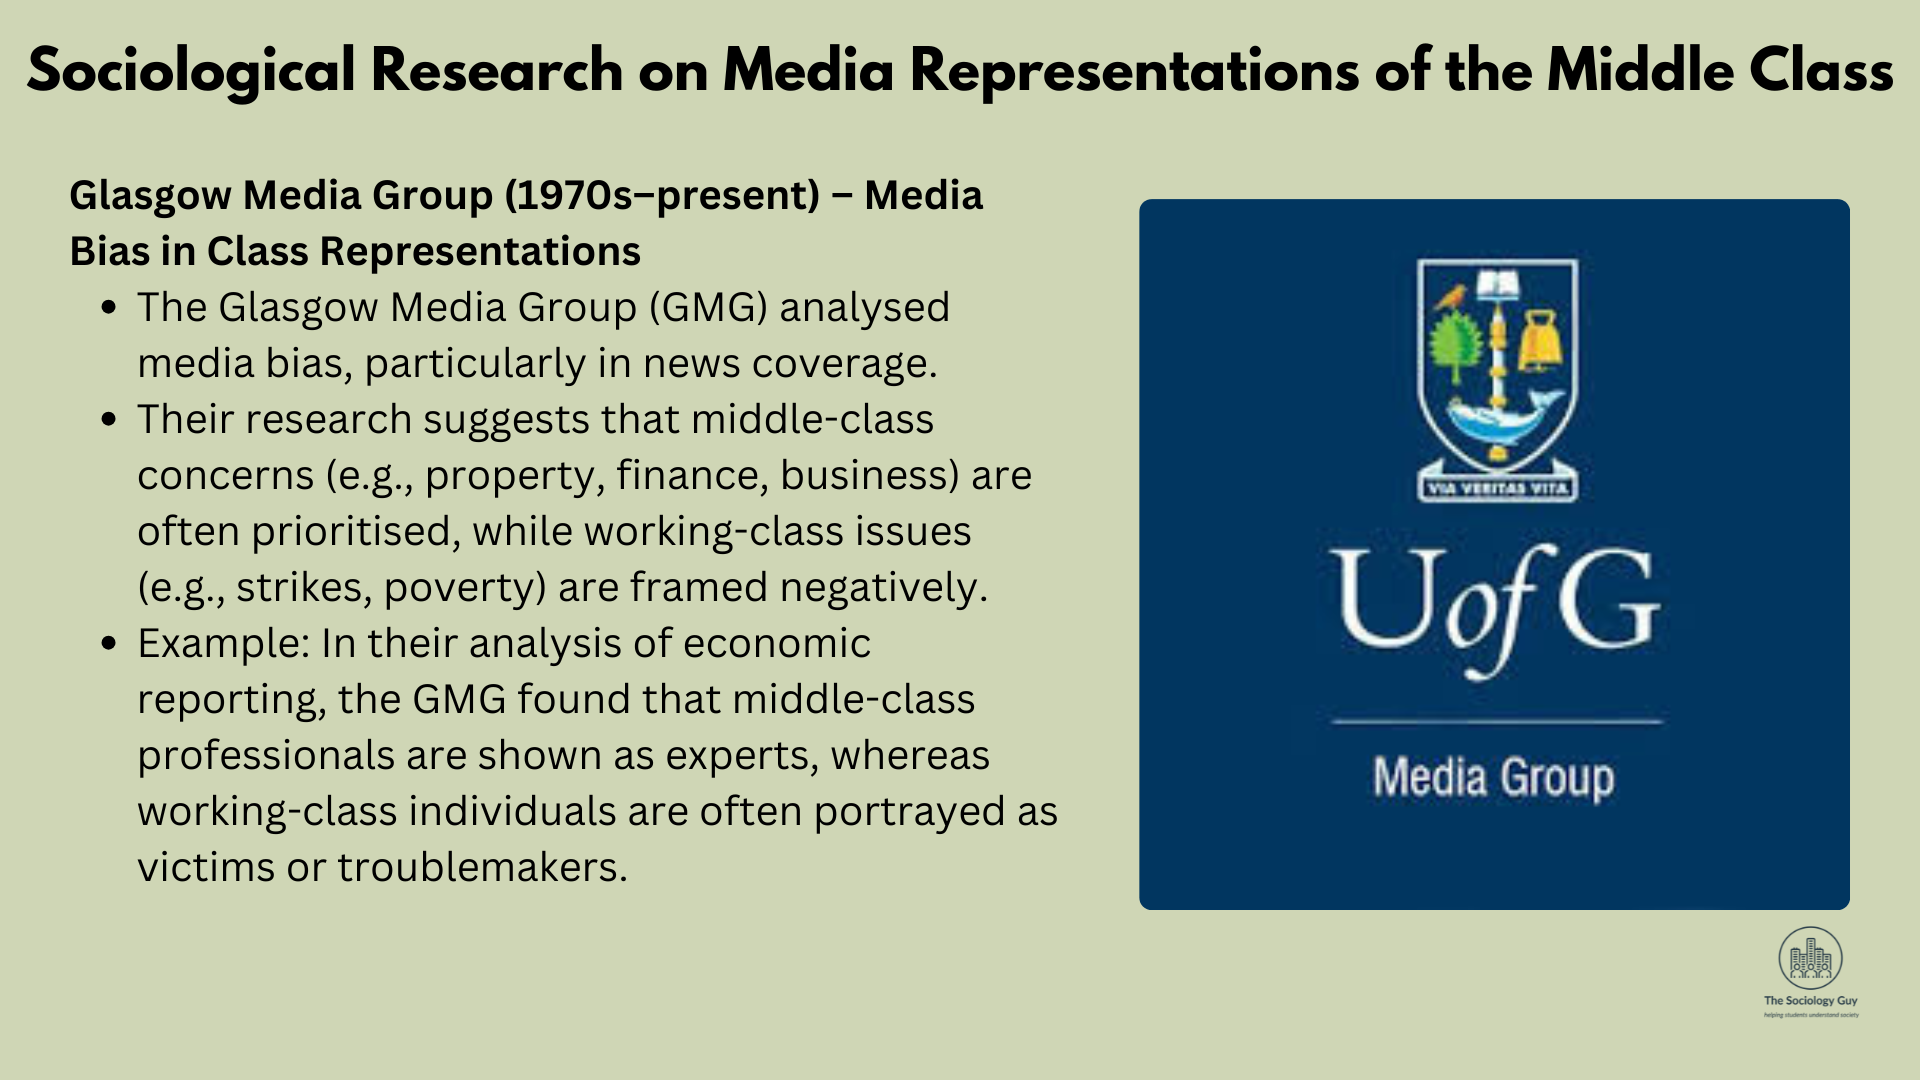 Sociological Research on Media Representations of the Middle Class
Glasgow Media Group (1970s–present) – Media
Bias in Class Representations
• The Glasgow Media Group (GMG) analysed
media bias, particularly in news coverage.
• Their research suggests that middle-class
concerns (e.g., property, finance, business) are
often prioritised, while working-class issues
(e.g., strikes, poverty) are framed negatively.
• Example: In their analysis of economic
reporting, the GMG found that middle-class
professionals are shown as experts, whereas
working-class individuals are often portrayed as
victims or troublemakers.
VIA VERITAS VITA
UofG
Media Group
The Sociology Guy
helping students understand society